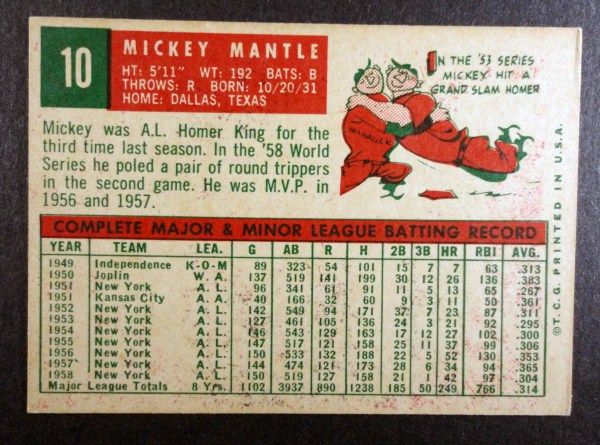 10
MICKEY MANTLE
HT: 5'11" WT: 192 BATS: B
THROWS: R BORN: 10/20/31
HOME: DALLAS, TEXAS
IN THE '53 SERIES
MICKEY HIT A
GRAND SLAM HOMER
MANAGER
Mickey was A.L. Homer King for the
third time last season. In the '58 World
Series he poled a pair of round trippers
in the second game. He was M.V.P. in
1956 and 1957.
COMPLETE MAJOR & MINOR LEAGUE BATTING RECORD
YEAR TEAM LEA. G AB R H 2B 3B HR RBI AVG.
1949 Independence K-O-M 89 323 54 101 15 7 7 63 .313
1950 Joplin W. A. 137 519 141 199 30 12 26 136 .383
1951 New York A. L. 96 341 61 91 11 5 13 65 .267
1951 Kansas City A. A. 40 166 32 60 9 3 11 50 .361
1952 New York A. L. 142 549 94 171 37 7 23 87 .311
1953 New York A. L. 127 461 105 136 24 3 21 92 .295
1954 New York A. L. 146 543 129 163 17 12 27 102 .300
1955 New York A. L. 147 517 121 158 25 11 37 99 .306
1956 New York A. L. 150 533 132 188 22 5 52 130 .353
1957 New York A. L. 144 474 121 173 28 6 34 94 .365
1958 New York A. L. 150 519 127 158 21 1 42 97 .304
Major League Totals 8 Yrs. 1102 3937 890 1238 185 50 249 766 .314
©T.C.G. PRINTED IN U.S.A.